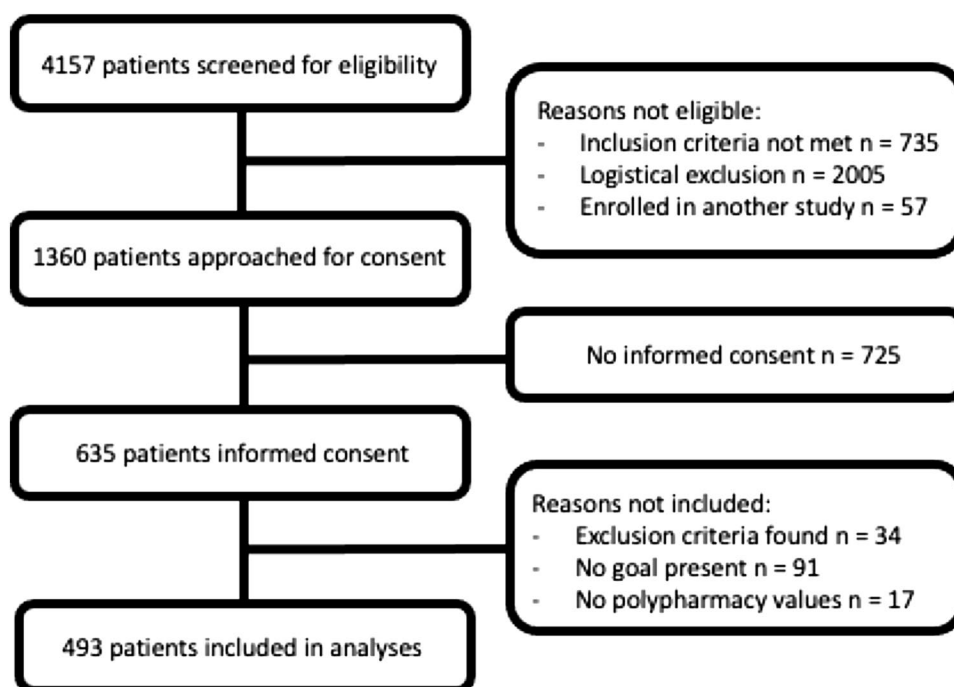 4157 patients screened for eligibility
Reasons not eligible:
- Inclusion criteria not met n = 735
- Logistical exclusion n = 2005
- Enrolled in another study n = 57
1360 patients approached for consent
No informed consent n = 725
635 patients informed consent
Reasons not included:
- Exclusion criteria found n = 34
- No goal present n = 91
- No polypharmacy values n = 17
493 patients included in analyses